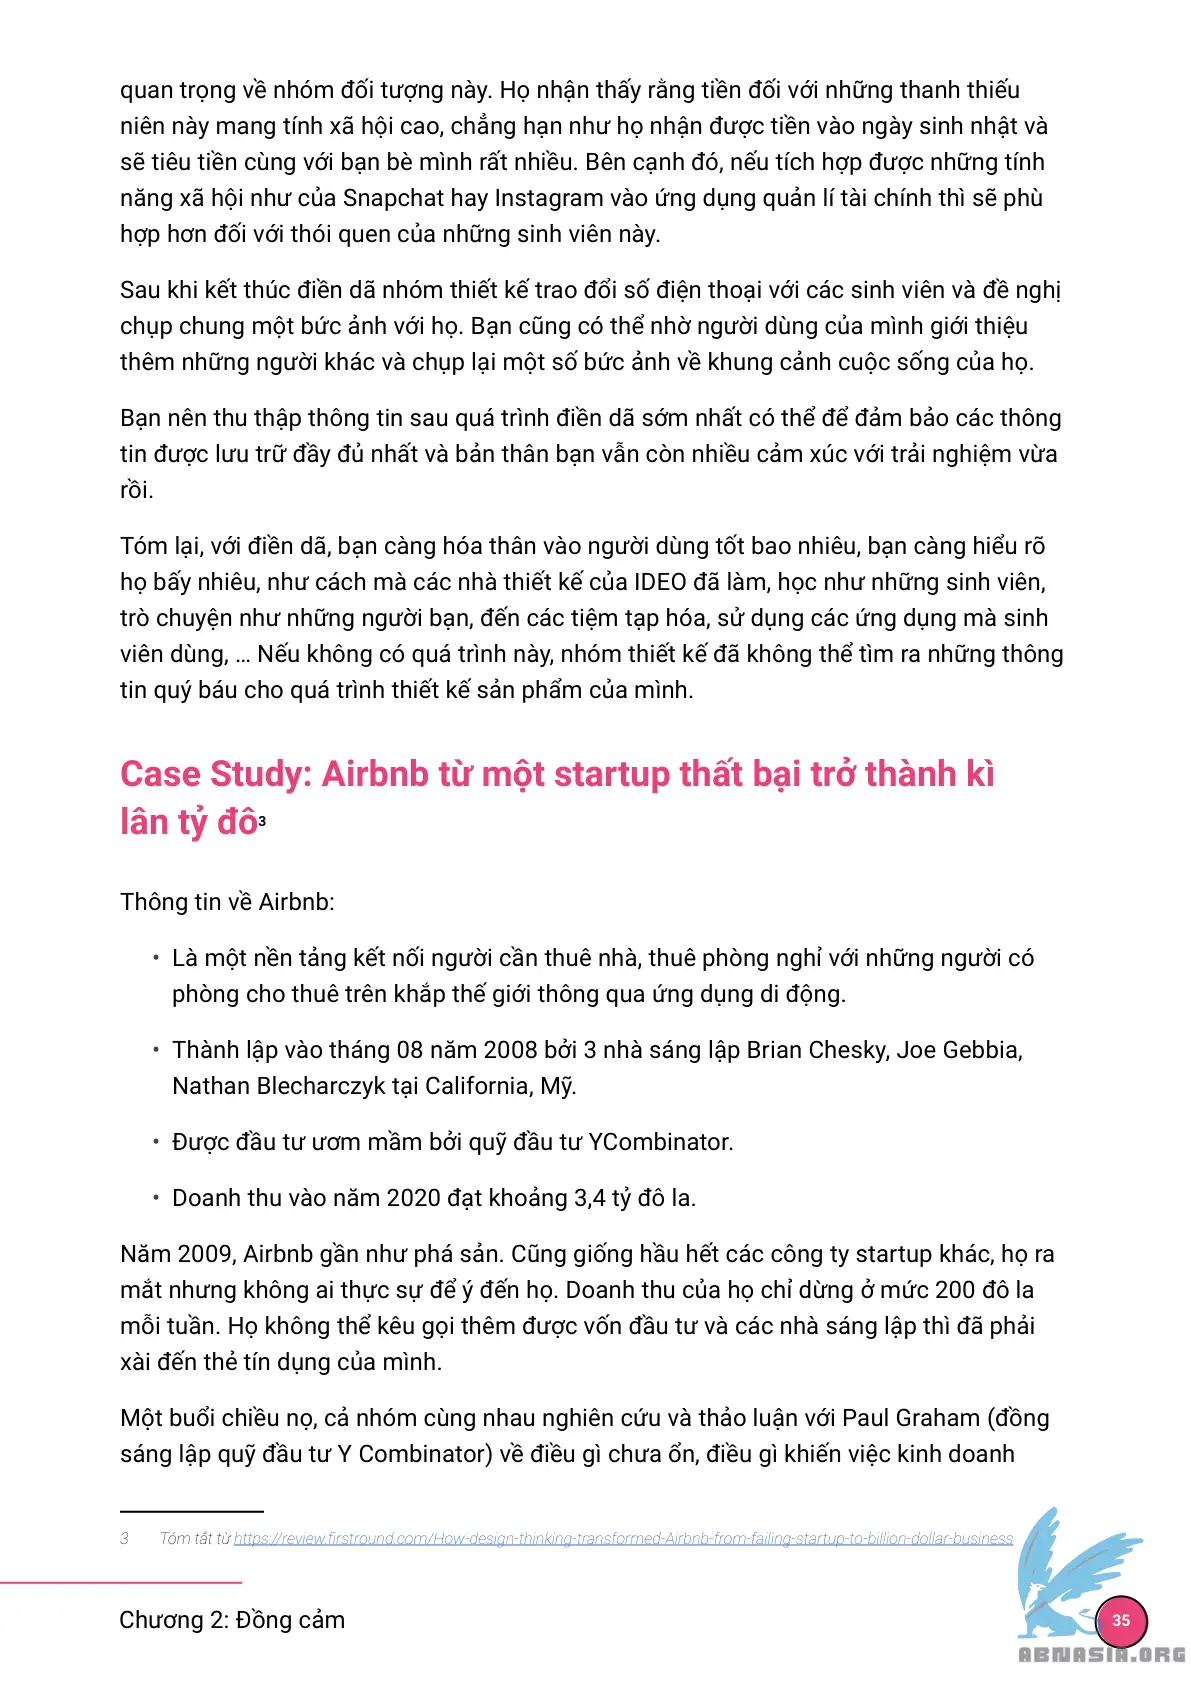 quan trọng về nhóm đối tượng này. Họ nhận thấy rằng tiền đối với những thanh thiếu
niên này mang tính xã hội cao, chẳng hạn như họ nhận được tiền vào ngày sinh nhật và
sẽ tiêu tiền cùng với bạn bè mình rất nhiều. Bên cạnh đó, nếu tích hợp được những tính
năng xã hội như của Snapchat hay Instagram vào ứng dụng quản lí tài chính thì sẽ phù
hợp hơn đối với thói quen của những sinh viên này.
Sau khi kết thúc điền dã nhóm thiết kế trao đổi số điện thoại với các sinh viên và đề nghị
chụp chung một bức ảnh với họ. Bạn cũng có thể nhờ người dùng của mình giới thiệu
thêm những người khác và chụp lại một số bức ảnh về khung cảnh cuộc sống của họ.
Bạn nên thu thập thông tin sau quá trình điền dã sớm nhất có thể để đảm bảo các thông
tin được lưu trữ đầy đủ nhất và bản thân bạn vẫn còn nhiều cảm xúc với trải nghiệm vừa
rồi.
Tóm lại, với điền dã, bạn càng hóa thân vào người dùng tốt bao nhiêu, bạn càng hiểu rõ
họ bấy nhiêu, như cách mà các nhà thiết kế của IDEO đã làm, học như những sinh viên,
trò chuyện như những người bạn, đến các tiệm tạp hóa, sử dụng các ứng dụng mà sinh
viên dùng, … Nếu không có quá trình này, nhóm thiết kế đã không thể tìm ra những thông
tin quý báu cho quá trình thiết kế sản phẩm của mình.
Case Study: Airbnb từ một startup thất bại trở thành kì
lân tỷ đô³
Thông tin về Airbnb:
• Là một nền tảng kết nối người cần thuê nhà, thuê phòng nghỉ với những người có
phòng cho thuê trên khắp thế giới thông qua ứng dụng di động.
• Thành lập vào tháng 08 năm 2008 bởi 3 nhà sáng lập Brian Chesky, Joe Gebbia,
Nathan Blecharczyk tại California, Mỹ.
• Được đầu tư ươm mầm bởi quỹ đầu tư YCombinator.
• Doanh thu vào năm 2020 đạt khoảng 3,4 tỷ đô la.
Năm 2009, Airbnb gần như phá sản. Cũng giống hầu hết các công ty startup khác, họ ra
mắt nhưng không ai thực sự để ý đến họ. Doanh thu của họ chỉ dừng ở mức 200 đô la
mỗi tuần. Họ không thể kêu gọi thêm được vốn đầu tư và các nhà sáng lập thì đã phải
xài đến thẻ tín dụng của mình.
Một buổi chiều nọ, cả nhóm cùng nhau nghiên cứu và thảo luận với Paul Graham (đồng
sáng lập quỹ đầu tư Y Combinator) về điều gì chưa ổn, điều gì khiến việc kinh doanh
3 Tóm tắt từ https://review.firstround.com/How-design-thinking-transformed-Airbnb-from-failing-startup-to-billion-dollar-business
Chương 2: Đồng cảm
35
ABNASIA.ORG